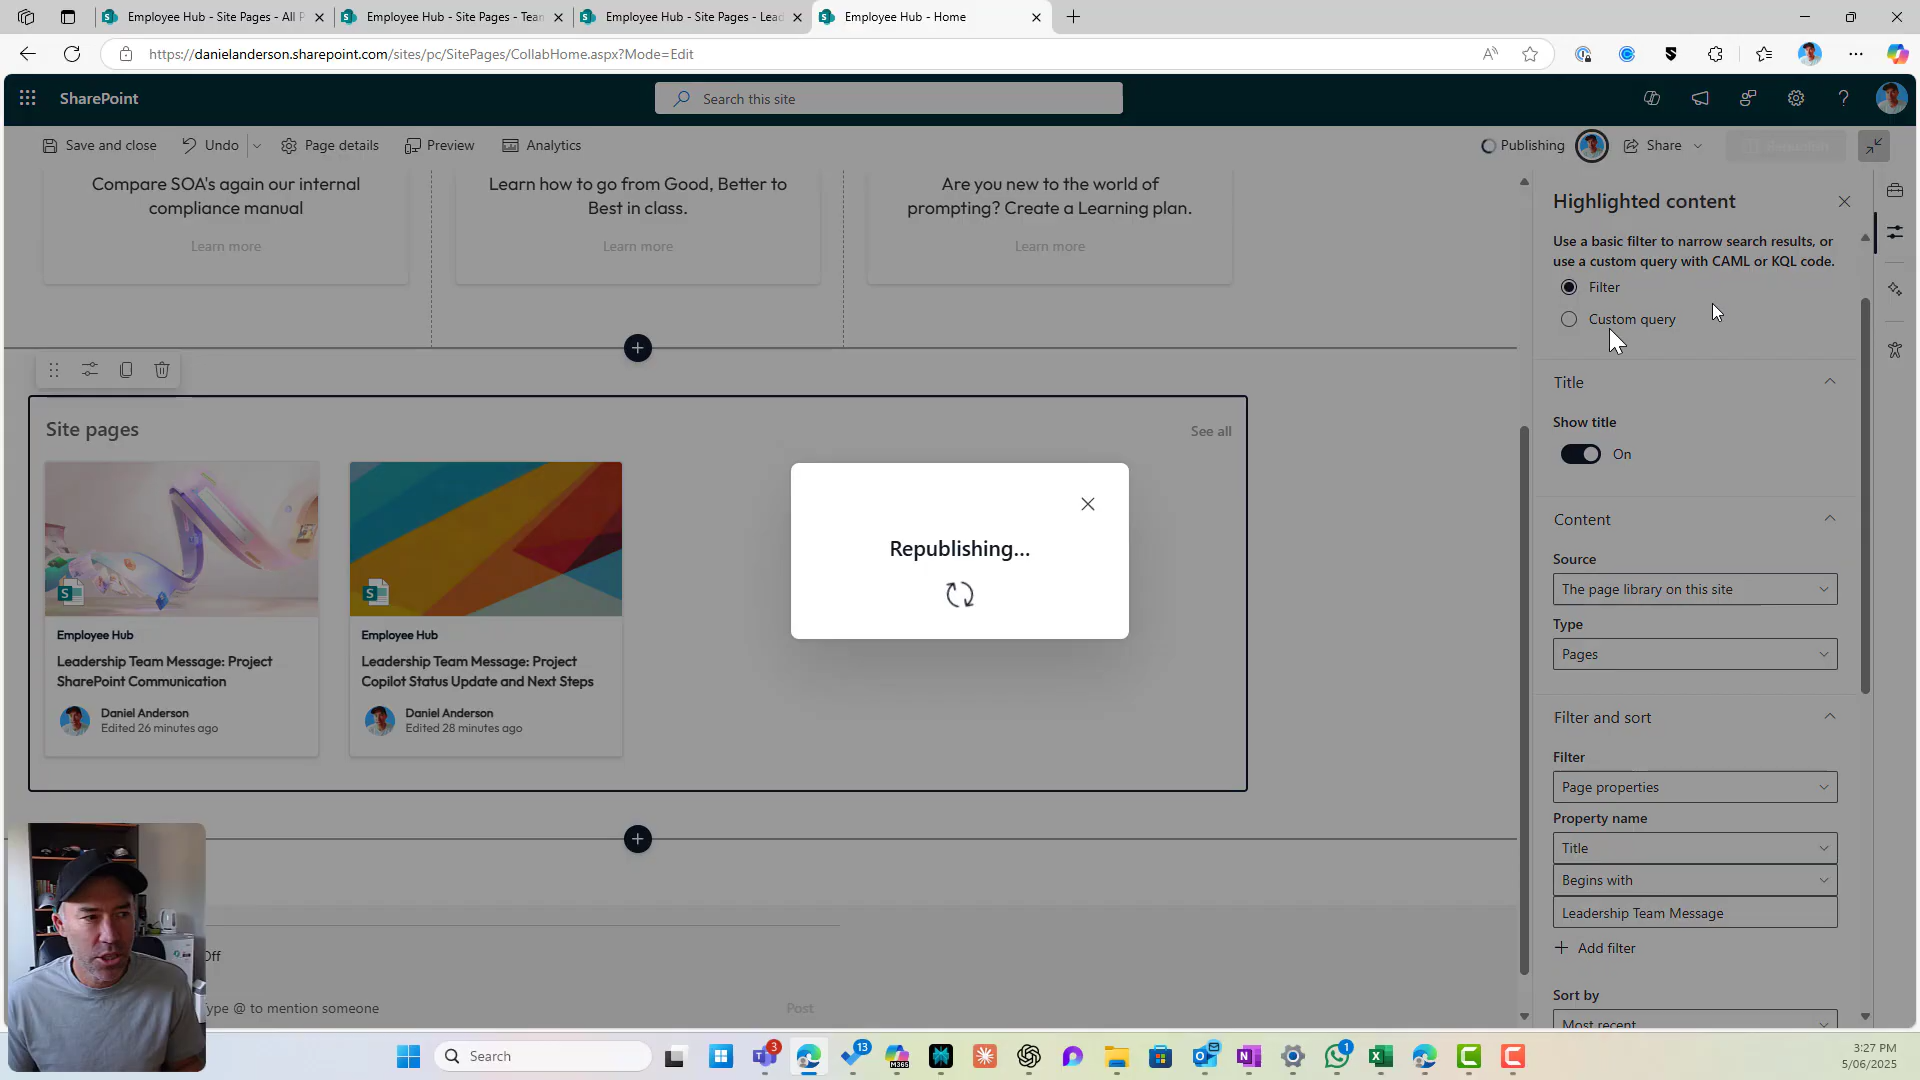 Employee Hub - Site Pages - All P
Employee Hub - Site Pages - Tean
Employee Hub - Site Pages - Lead
Employee Hub - Home
https://danielanderson.sharepoint.com/sites/pc/SitePages/CollabHome.aspx?Mode=Edit
SharePoint
Search this site
Save and close
Undo
Page details
Preview
Analytics
Publishing
Share
Republish
Compare SOA's again our internal
compliance manual
Learn more
Learn how to go from Good, Better to
Best in class.
Learn more
Are you new to the world of
prompting? Create a Learning plan.
Learn more
Site pages
See all
Employee Hub
Leadership Team Message: Project
SharePoint Communication
Daniel Anderson
Edited 26 minutes ago
Employee Hub
Leadership Team Message: Project
Copilot Status Update and Next Steps
Daniel Anderson
Edited 28 minutes ago
Republishing...
Off
ype @ to mention someone
Post
Highlighted content
Use a basic filter to narrow search results, or
use a custom query with CAML or KQL code.
Filter
Custom query
Title
Show title
On
Content
Source
The page library on this site
Type
Pages
Filter and sort
Filter
Page properties
Property name
Title
Begins with
Leadership Team Message
Add filter
Sort by
Most recent
Search
3
13
M365
1
3:27 PM
5/06/2025